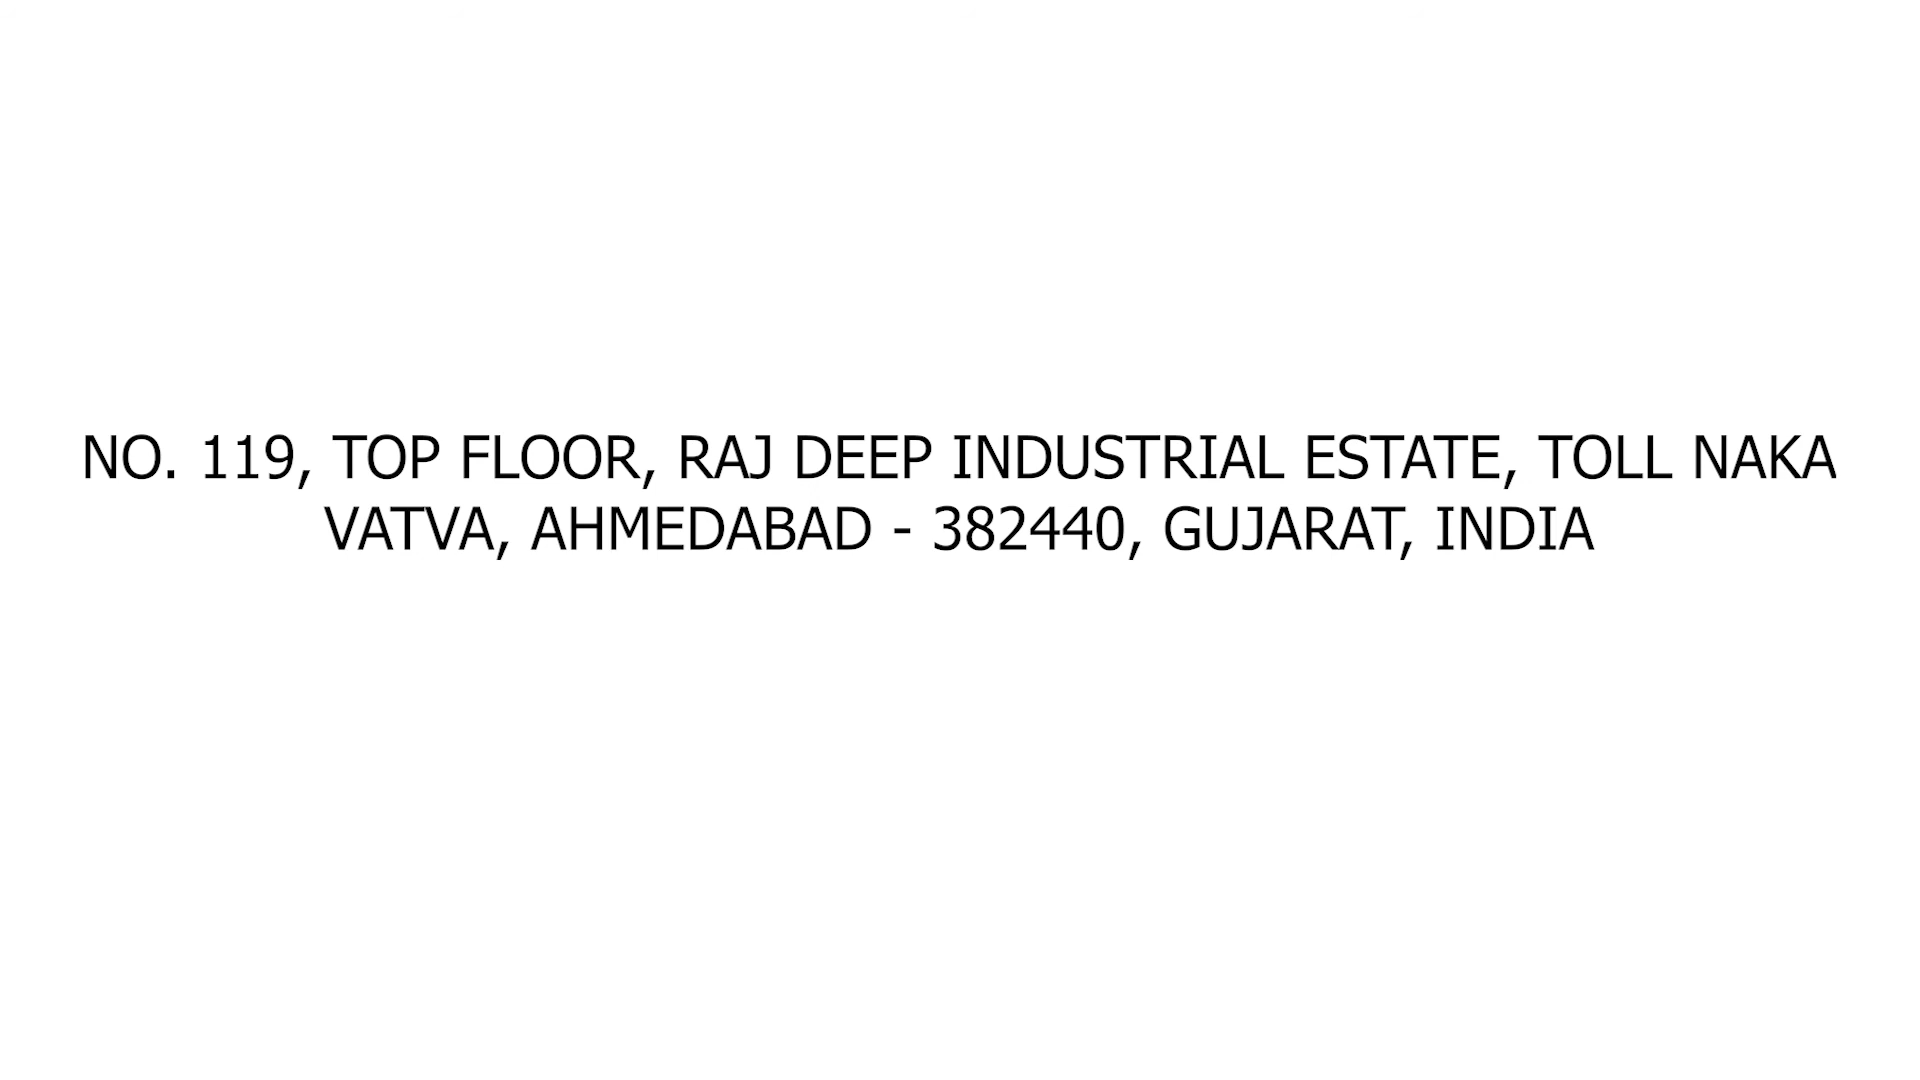 NO. 119, TOP FLOOR, RAJ DEEP INDUSTRIAL ESTATE, TOLL NAKA
VATVA, AHMEDABAD - 382440, GUJARAT, INDIA